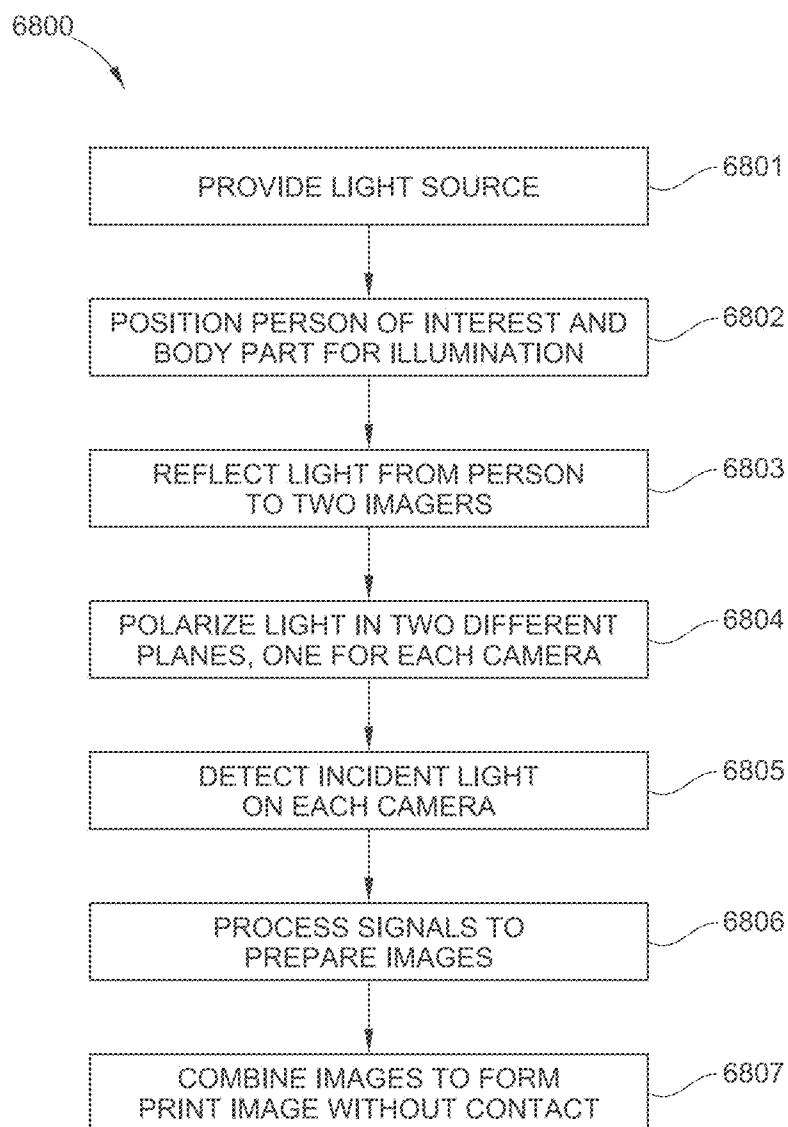 6800
PROVIDE LIGHT SOURCE
6801
POSITION PERSON OF INTEREST AND
BODY PART FOR ILLUMINATION
6802
REFLECT LIGHT FROM PERSON
TO TWO IMAGERS
6803
POLARIZE LIGHT IN TWO DIFFERENT
PLANES, ONE FOR EACH CAMERA
6804
DETECT INCIDENT LIGHT
ON EACH CAMERA
6805
PROCESS SIGNALS TO
PREPARE IMAGES
6806
COMBINE IMAGES TO FORM
PRINT IMAGE WITHOUT CONTACT
6807